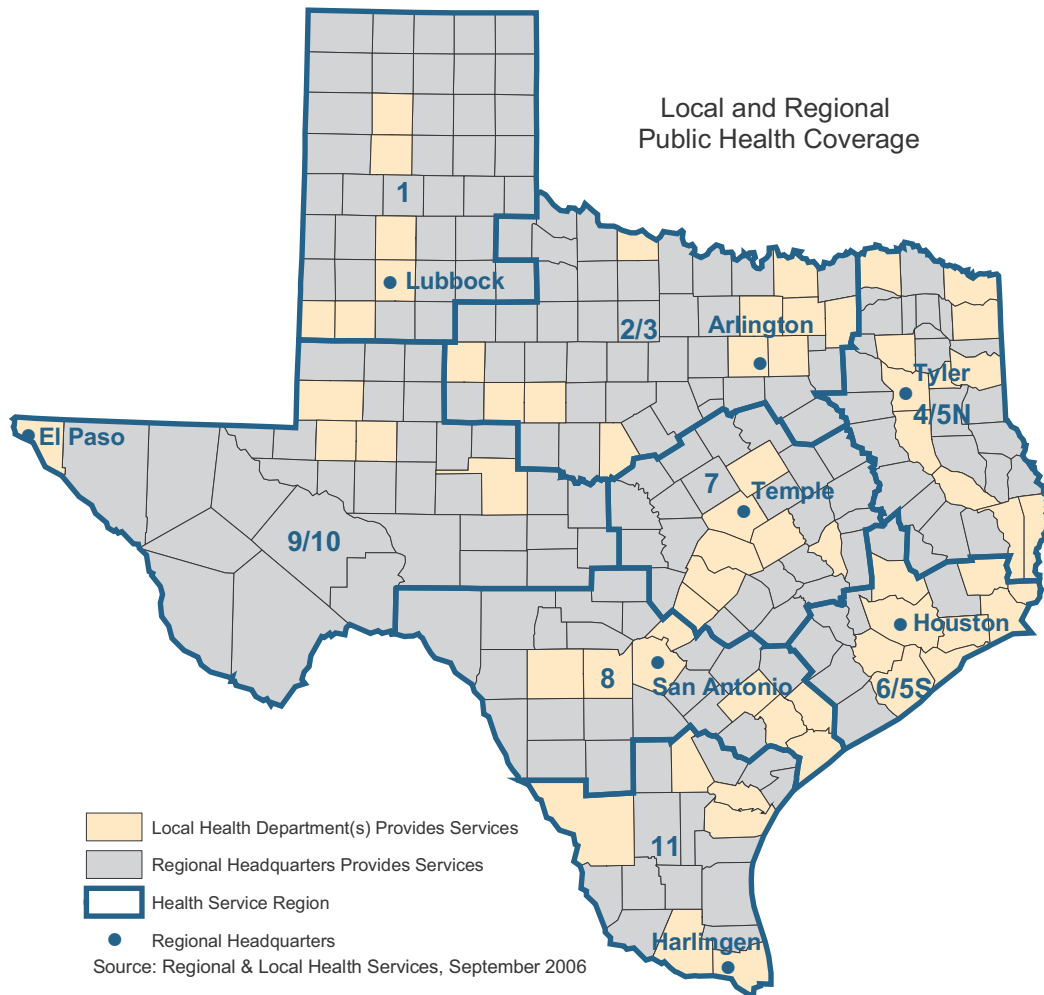 Local and Regional
Public Health Coverage
1
Lubbock
2/3
Arlington
Tyler
4/5N
El Paso
7
Temple
9/10
Houston
8
San Antonio
6/5S
11
Harlingen
Local Health Department(s) Provides Services
Regional Headquarters Provides Services
Health Service Region
Regional Headquarters
Source: Regional & Local Health Services, September 2006